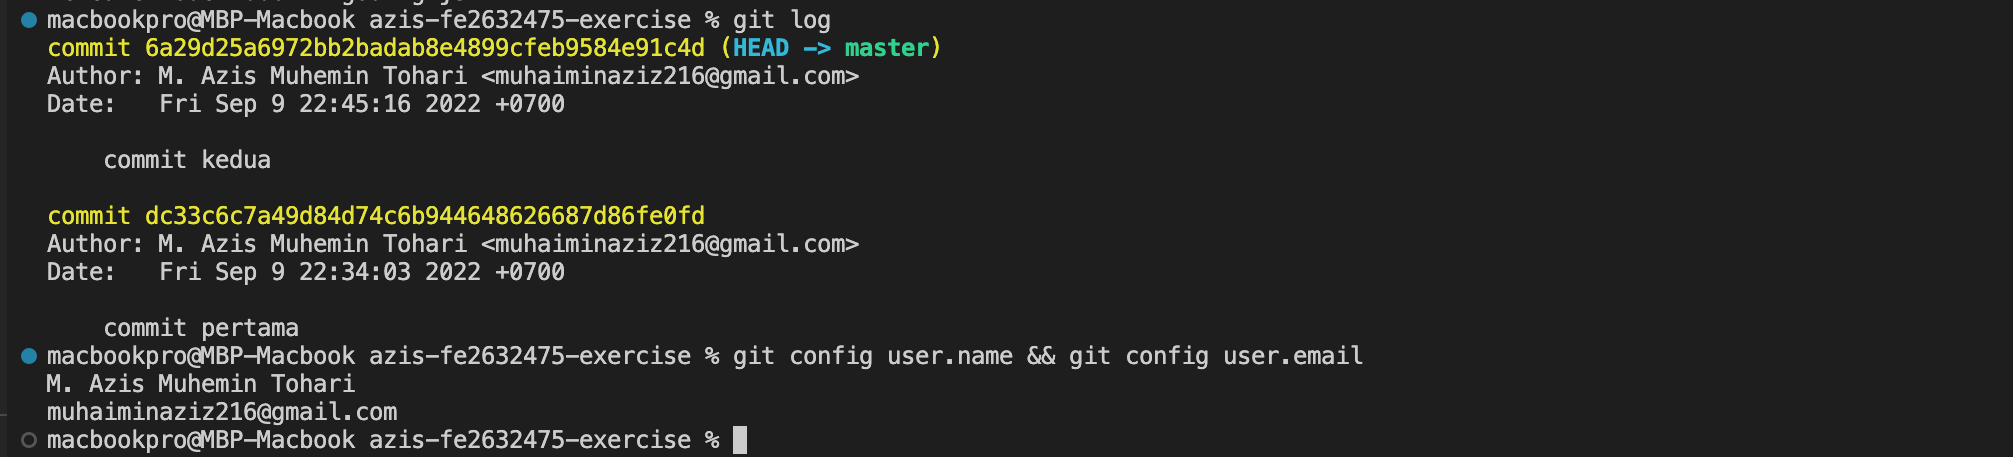 macbookpro@MBP-Macbook azis-fe2632475-exercise % git log
commit 6a29d25a6972bb2badab8e4899cfeb9584e91c4d (HEAD -> master)
Author: M. Azis Muhemin Tohari <muhaiminaziz216@gmail.com>
Date:   Fri Sep 9 22:45:16 2022 +0700
    commit kedua
commit dc33c6c7a49d84d74c6b944648626687d86fe0fd
Author: M. Azis Muhemin Tohari <muhaiminaziz216@gmail.com>
Date:   Fri Sep 9 22:34:03 2022 +0700
    commit pertama
macbookpro@MBP-Macbook azis-fe2632475-exercise % git config user.name && git config user.email
M. Azis Muhemin Tohari
muhaiminaziz216@gmail.com
macbookpro@MBP-Macbook azis-fe2632475-exercise %